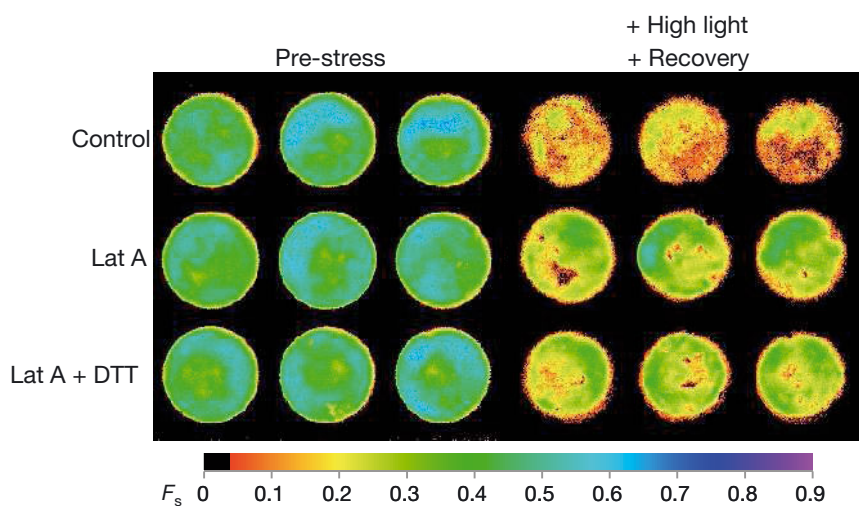 + High light
Pre-stress + Recovery
Control
Lat A
Lat A + DTT
Fs 0 0.1 0.2 0.3 0.4 0.5 0.6 0.7 0.8 0.9